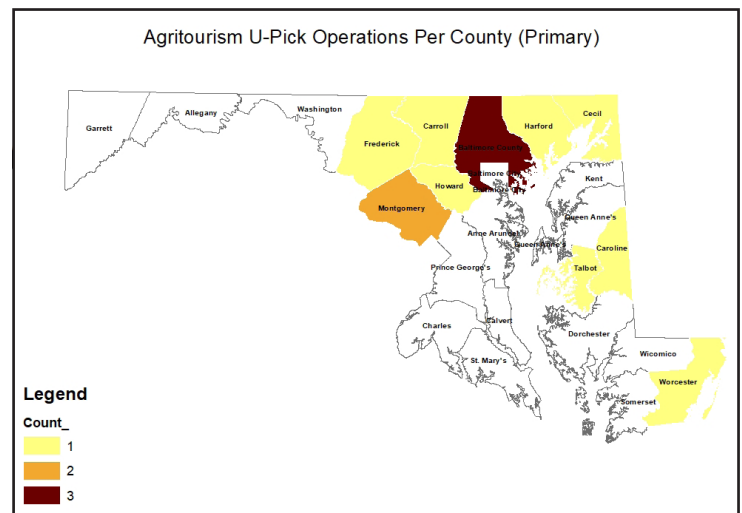 Agritourism U-Pick Operations Per County (Primary)
Garrett
Allegany
Washington
Frederick
Carroll
Baltimore County
Harford
Cecil
Howard
Baltimore City
Baltimore City
Kent
Montgomery
Queen Anne's
Anne Arundel
Queen Anne's
Caroline
Prince George's
Talbot
Charles
Calvert
Dorchester
St. Mary's
Wicomico
Worcester
Somerset
Legend
Count_
1
2
3